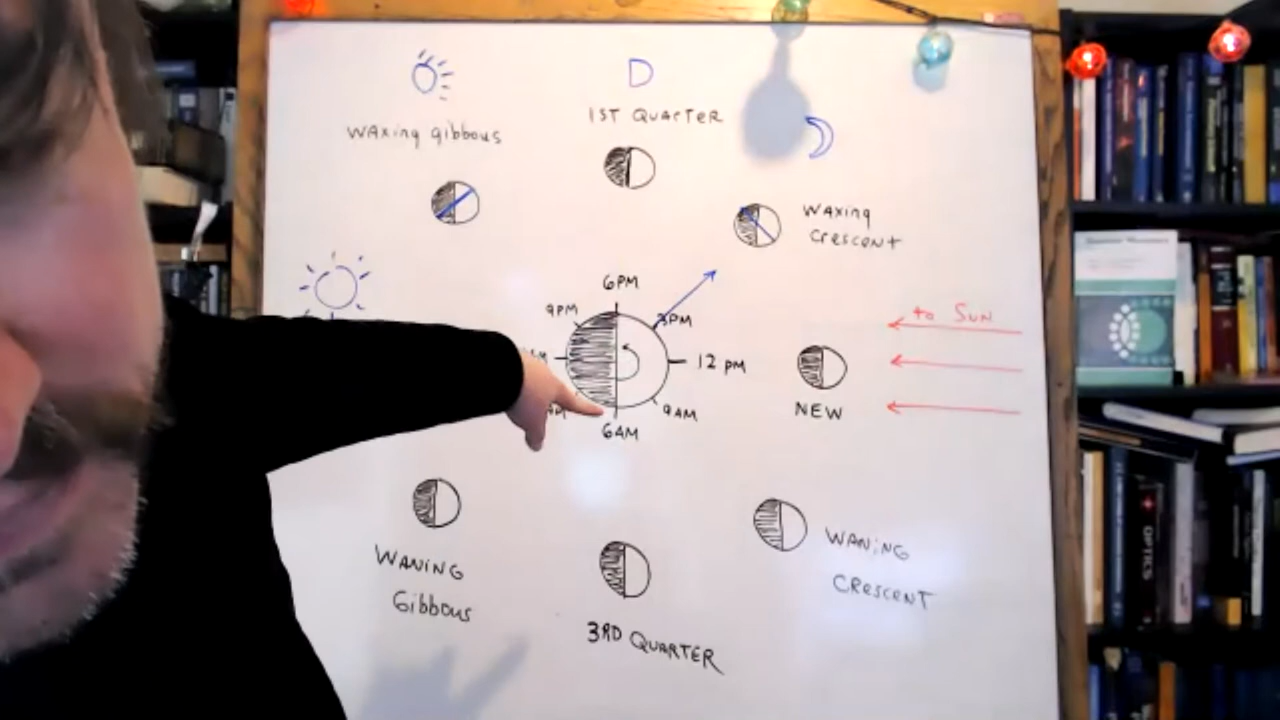 1ST QUARTER
WAxing gibbous
WAxing
CRESCENT
6PM
9PM
3PM
to SUN
12 PM
NEW
9AM
6AM
WANING
CRESCENT
WANING
Gibbous
3RD QUARTER
OPTICS